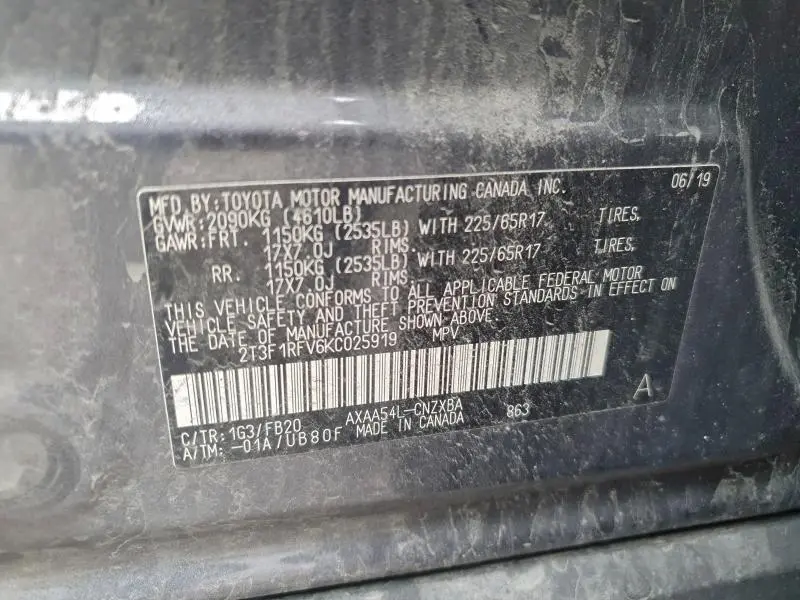 MFD.BY:TOYOTA MOTOR MANUFACTURING CANADA INC. 06/19
GVWR:2090KG (4610LB)
GAWR:FRT. 1150KG (2535LB) WITH 225/65R17 TIRES,
17X7.0J RIMS.
RR. 1150KG (2535LB) WITH 225/65R17 TIRES,
17X7.0J RIMS.
THIS VEHICLE CONFORMS TO ALL APPLICABLE FEDERAL MOTOR
VEHICLE SAFETY AND THEFT PREVENTION STANDARDS IN EFFECT ON
THE DATE OF MANUFACTURE SHOWN-ABOVE
2T3F1RFV6KC025919 MPV
A
C/TR:1G3/FB20 AXAA54L-CNZXBA 863
A/TM:-01A/UB80F MADE IN CANADA